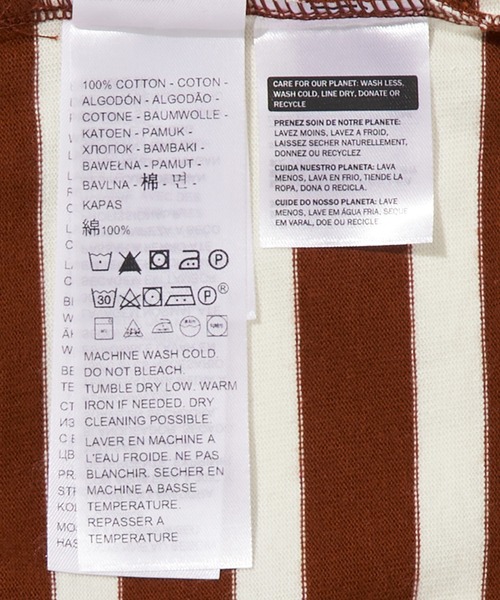 100% COTTON - COTON -
ALGODÓN - ALGODÃO -
COTONE - BAUMWOLLE -
KATOEN - PAMUK -
ХЛОПОК - BAMBAKI -
BAWEŁNA - PAMUT -
BAVLNA - 棉 - 면 -
KAPAS
綿100%
30
MACHINE WASH COLD.
DO NOT BLEACH.
TUMBLE DRY LOW. WARM
IRON IF NEEDED. DRY
CLEANING POSSIBLE.
LAVER EN MACHINE A
L'EAU FROIDE. NE PAS
BLANCHIR. SECHER EN
MACHINE A BASSE
TEMPERATURE.
REPASSER A
TEMPERATURE
CARE FOR OUR PLANET: WASH LESS,
WASH COLD, LINE DRY, DONATE OR
RECYCLE
PRENEZ SOIN DE NOTRE PLANETE:
LAVEZ MOINS, LAVEZ A FROID,
LAISSEZ SECHER NATURELLEMENT,
DONNEZ OU RECYCLEZ
CUIDA NUESTRO PLANETA: LAVA
MENOS, LAVA EN FRIO, TIENDE LA
ROPA, DONA O RECICLA.
CUIDE DO NOSSO PLANETA: LAVE
MENOS, LAVE EM ÁGUA FRIA, SEQUE
EM VARAL, DOE OU RECICLE